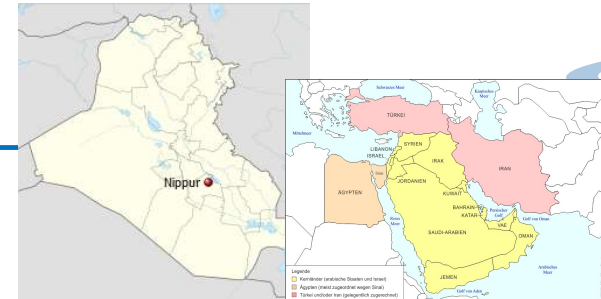 Nippur
Schwarzes Meer
Kaspisches
Meer
TÜRKEI
Mittelmeer
LIBANON
ISRAEL
SYRIEN
IRAK
IRAN
JORDANIEN
KUWAIT
ÄGYPTEN
Sinai
BAHRAIN
KATAR
Persischer
Golf
Golf von Oman
VAE
Rotes
Meer
SAUDI-ARABIEN
OMAN
JEMEN
Arabisches
Meer
Golf von Aden
Legende
Kernländer (arabische Staaten und Israel)
Ägypten (meist zugeordnet wegen Sinai)
Türkei und/oder Iran (gelegentlich zugerechnet)